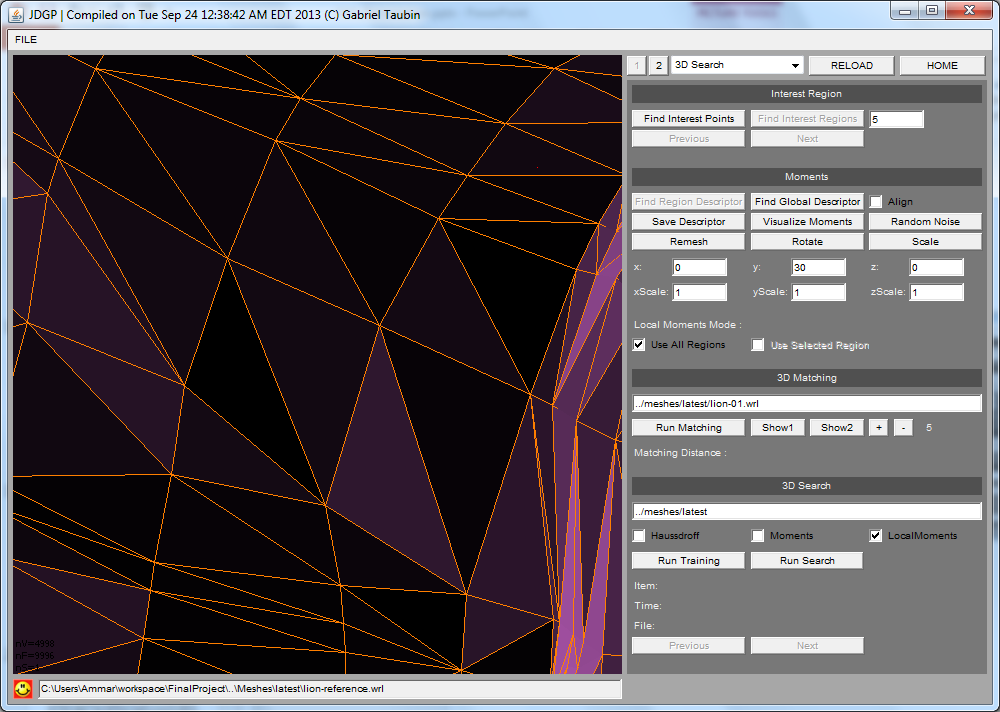 JDGP | Compiled on Tue Sep 24 12:38:42 AM EDT 2013 (C) Gabriel Taubin
FILE
1 2 3D Search RELOAD HOME
Interest Region
Find Interest Points Find Interest Regions 5
Previous Next
Moments
Find Region Descriptor Find Global Descriptor Align
Save Descriptor Visualize Moments Random Noise
Remesh Rotate Scale
x: 0 y: 30 z: 0
xScale: 1 yScale: 1 zScale: 1
Local Moments Mode :
Use All Regions Use Selected Region
3D Matching
../meshes/latest/lion-01.wrl
Run Matching Show1 Show2 + - 5
Matching Distance :
3D Search
../meshes/latest
Haussdroff Moments LocalMoments
Run Training Run Search
Item:
Time:
File:
Previous Next
nV=4998
nF=9996
C:\Users\Ammar\workspace\FinalProject\..\Meshes\latest\lion-reference.wrl